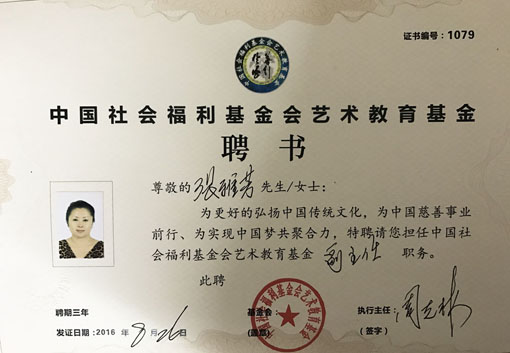 证书编号：1079
中国社会福利基金会艺术教育基金
聘书
尊敬的张雅芳先生/女士：
为更好的弘扬中国传统文化，为中国慈善事业
前行、为实现中国梦共聚合力，特聘请您担任中国社
会福利基金会艺术教育基金 副主任 职务。
此聘
聘期三年
基金会：
执行主任：
发证日期：2016 年 8 月 26 日
（盖章）
（签字）